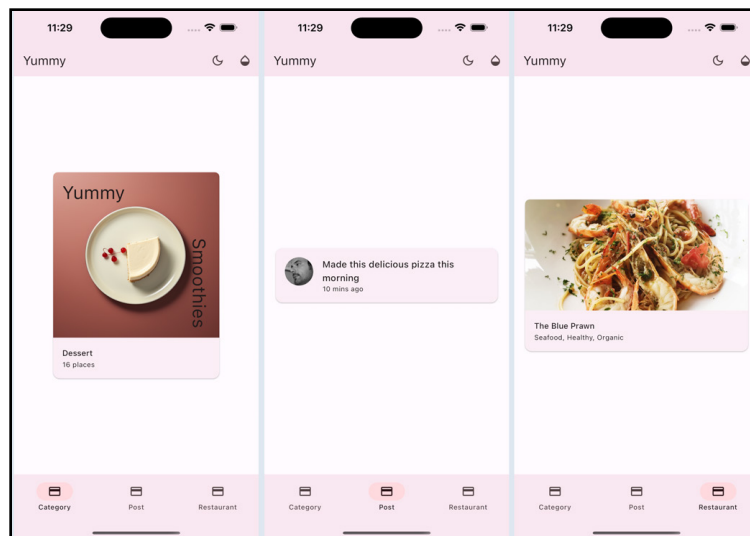 11:29
Yummy
Yummy
Smoothies
Dessert
16 places
Category
Post
Restaurant
11:29
Yummy
Made this delicious pizza this
morning
10 mins ago
Category
Post
Restaurant
11:29
Yummy
The Blue Prawn
Seafood, Healthy, Organic
Category
Post
Restaurant